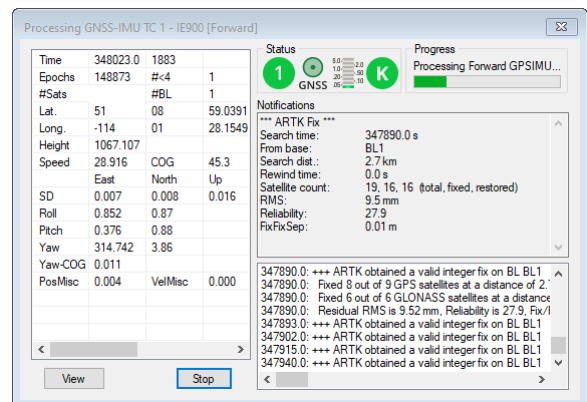 Processing GNSS-IMU TC 1 - IE900 [Forward]
Time 348023.0 1883
Epochs 148873 #<4 1
#Sats #BL 1
Lat. 51 08 59.0391
Long. -114 01 28.1549
Height 1067.107
Speed 28.916 COG 45.3
East North Up
SD 0.007 0.008 0.016
Roll 0.852 0.87
Pitch 0.376 0.88
Yaw 314.742 3.86
Yaw-COG 0.011
PosMisc 0.004 VelMisc 0.000
View
Stop
Status
1
GNSS
5.0
1.0
.20
.05
2.0
.50
.10
K
Progress
Processing Forward GPSIMU...
Notifications
*** ARTK Fix ***
Search time: 347890.0 s
From base: BL1
Search dist.: 2.7 km
Rewind time: 0.0 s
Satellite count: 19, 16, 16 (total, fixed, restored)
RMS: 9.5 mm
Reliability: 27.9
FixFixSep: 0.01 m
347890.0: +++ ARTK obtained a valid integer fix on BL BL1
347890.0: Fixed 8 out of 9 GPS satellites at a distance of 2.
347890.0: Fixed 6 out of 6 GLONASS satellites at a distance
347890.0: Residual RMS is 9.52 mm, Reliability is 27.9, Fix/
347893.0: +++ ARTK obtained a valid integer fix on BL BL1
347902.0: +++ ARTK obtained a valid integer fix on BL BL1
347915.0: +++ ARTK obtained a valid integer fix on BL BL1
347940.0: +++ ARTK obtained a valid integer fix on BL BL1